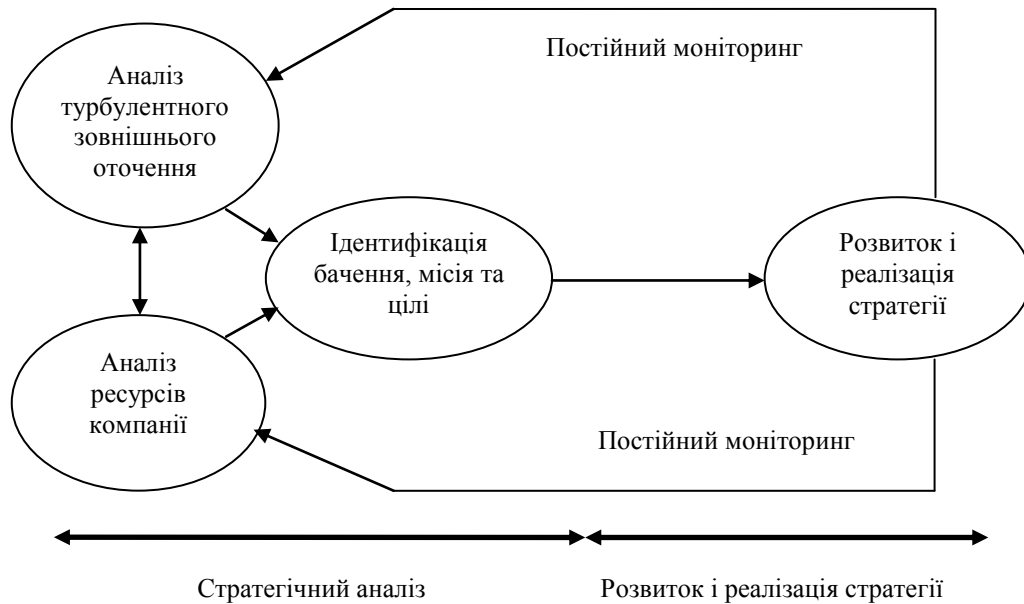 Постійний моніторинг
Аналіз
турбулентного
зовнішнього
оточення
Ідентифікація
бачення, місія та
цілі
Розвиток і
реалізація
стратегії
Аналіз
ресурсів
компанії
Постійний моніторинг
Стратегічний аналіз
Розвиток і реалізація стратегії